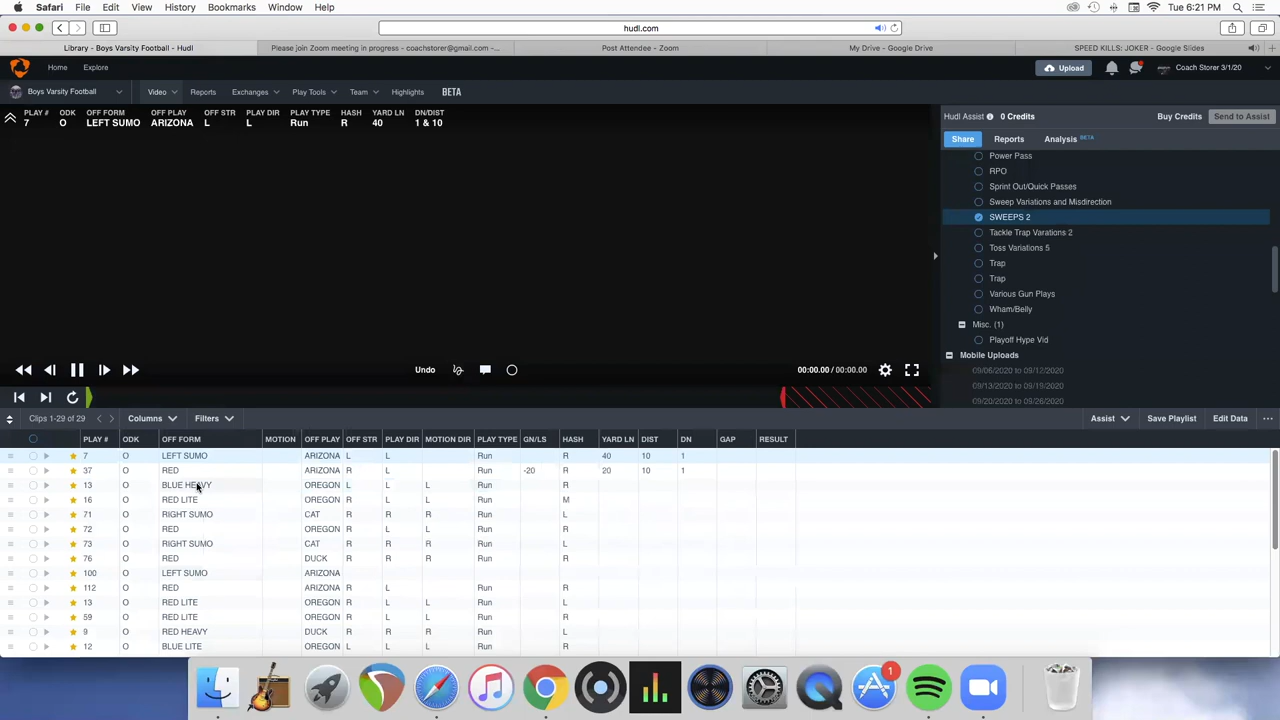 Safari File Edit View History Bookmarks Window Help Tue 6:21 PM
hudl.com
Library - Boys Varsity Football - Hudl Please join Zoom meeting in progress - coachstorer@gmail.com -... Post Attendee - Zoom My Drive - Google Drive SPEED KILLS: JOKER - Google Slides
Home Explore Upload Coach Storer 3/1/20
Boys Varsity Football Video Reports Exchanges Play Tools Team Highlights BETA
PLAY # ODK OFF FORM OFF PLAY OFF STR PLAY DIR PLAY TYPE HASH YARD LN DN/DIST
7 O LEFT SUMO ARIZONA L L Run R 40 1 & 10
Hudl Assist 0 Credits Buy Credits Send to Assist
Share Reports Analysis BETA
Power Pass
RPO
Sprint Out/Quick Passes
Sweep Variations and Misdirection
SWEEPS 2
Tackle Trap Varations 2
Toss Variations 5
Trap
Trap
Various Gun Plays
Wham/Belly
Misc. (1)
Playoff Hype Vid
Mobile Uploads
09/06/2020 to 09/12/2020
09/13/2020 to 09/19/2020
09/20/2020 to 09/26/2020
Undo 00:00.00 / 00:00.00
Clips 1-29 of 29 Columns Filters Assist Save Playlist Edit Data
PLAY # ODK OFF FORM MOTION OFF PLAY OFF STR PLAY DIR MOTION DIR PLAY TYPE GN/LS HASH YARD LN DIST DN GAP RESULT
7 O LEFT SUMO ARIZONA L L Run R 40 10 1
37 O RED ARIZONA R L Run -20 R 20 10 1
13 O BLUE HEAVY OREGON L L L Run R
16 O RED LITE OREGON R L L Run M
71 O RIGHT SUMO CAT R R R Run L
72 O RED OREGON R L L Run R
73 O RIGHT SUMO CAT R R R Run L
76 O RED DUCK R R R Run R
100 O LEFT SUMO ARIZONA
112 O RED ARIZONA R L Run R
13 O RED LITE OREGON R L L Run L
59 O RED LITE OREGON R L L Run R
9 O RED HEAVY DUCK R R R Run L
12 O BLUE LITE OREGON L L L Run R
1